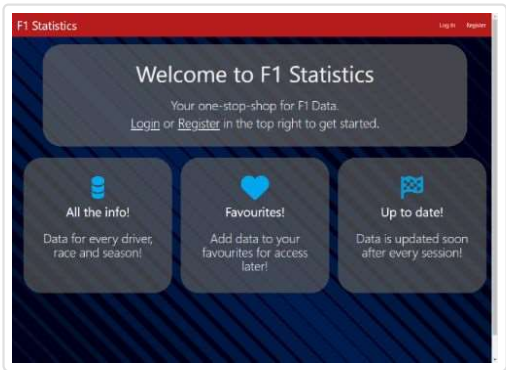 F1 Statistics
Log In Register
Welcome to F1 Statistics
Your one-stop-shop for F1 Data.
Login or Register in the top right to get started.
All the info!
Data for every driver,
race and season!
Favourites!
Add data to your
favourites for access
later!
Up to date!
Data is updated soon
after every session!